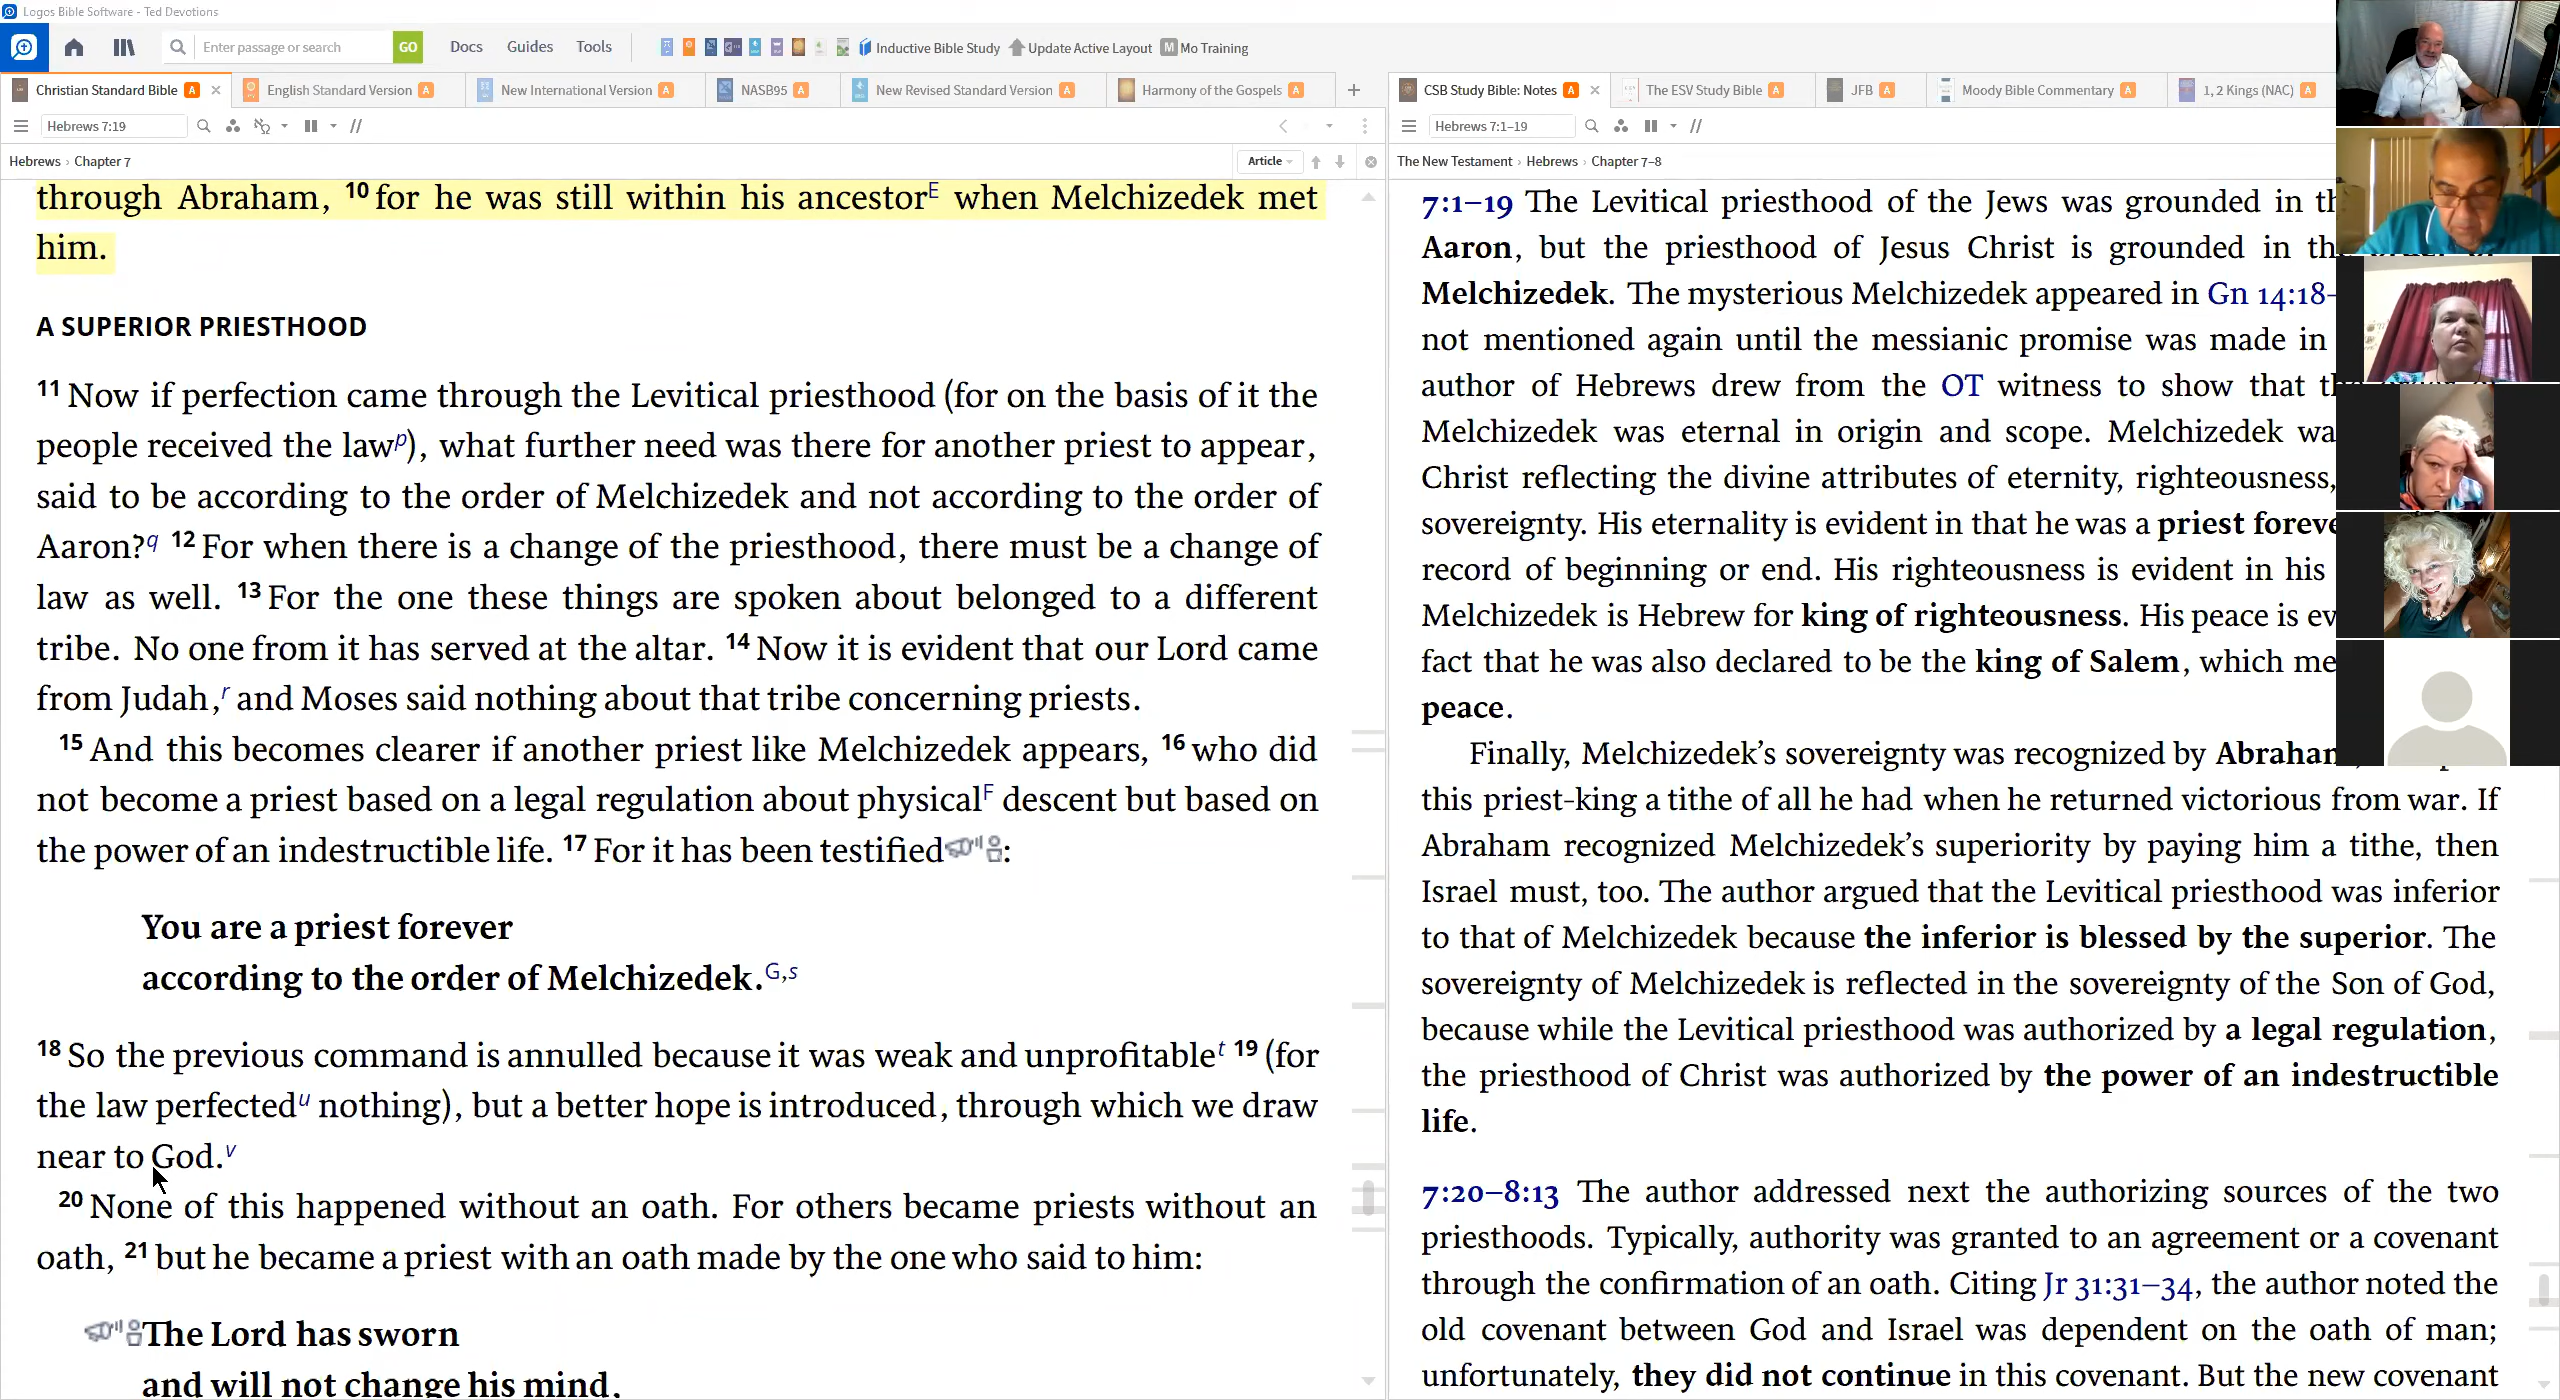 Logos Bible Software - Ted Devotions
Enter passage or search GO Docs Guides Tools Inductive Bible Study Update Active Layout M Mo Training
Christian Standard Bible A English Standard Version A New International Version A NASB95 A New Revised Standard Version A Harmony of the Gospels A
Hebrews 7:19
Hebrews › Chapter 7 Article
through Abraham, 10 for he was still within his ancestorE when Melchizedek met
him.
A SUPERIOR PRIESTHOOD
11 Now if perfection came through the Levitical priesthood (for on the basis of it the
people received the lawp), what further need was there for another priest to appear,
said to be according to the order of Melchizedek and not according to the order of
Aaron?q 12 For when there is a change of the priesthood, there must be a change of
law as well. 13 For the one these things are spoken about belonged to a different
tribe. No one from it has served at the altar. 14 Now it is evident that our Lord came
from Judah,r and Moses said nothing about that tribe concerning priests.
15 And this becomes clearer if another priest like Melchizedek appears, 16 who did
not become a priest based on a legal regulation about physicalF descent but based on
the power of an indestructible life. 17 For it has been testified:
You are a priest forever
according to the order of Melchizedek.G,s
18 So the previous command is annulled because it was weak and unprofitablet 19 (for
the law perfectedu nothing), but a better hope is introduced, through which we draw
near to God.v
20 None of this happened without an oath. For others became priests without an
oath, 21 but he became a priest with an oath made by the one who said to him:
The Lord has sworn
and will not change his mind,
CSB Study Bible: Notes A The ESV Study Bible A JFB A Moody Bible Commentary A 1, 2 Kings (NAC) A
Hebrews 7:1–19
The New Testament › Hebrews › Chapter 7–8
7:1–19 The Levitical priesthood of the Jews was grounded in
Aaron, but the priesthood of Jesus Christ is grounded in
Melchizedek. The mysterious Melchizedek appeared in Gn 14:18–
not mentioned again until the messianic promise was made in
author of Hebrews drew from the OT witness to show that
Melchizedek was eternal in origin and scope. Melchizedek
Christ reflecting the divine attributes of eternity, righteousness,
sovereignty. His eternality is evident in that he was a priest
record of beginning or end. His righteousness is evident in his
Melchizedek is Hebrew for king of righteousness. His peace is
fact that he was also declared to be the king of Salem, which
peace.
Finally, Melchizedek’s sovereignty was recognized by
this priest-king a tithe of all he had when he returned victorious from war. If
Abraham recognized Melchizedek’s superiority by paying him a tithe, then
Israel must, too. The author argued that the Levitical priesthood was inferior
to that of Melchizedek because the inferior is blessed by the superior. The
sovereignty of Melchizedek is reflected in the sovereignty of the Son of God,
because while the Levitical priesthood was authorized by a legal regulation,
the priesthood of Christ was authorized by the power of an indestructible
life.
7:20–8:13 The author addressed next the authorizing sources of the two
priesthoods. Typically, authority was granted to an agreement or a covenant
through the confirmation of an oath. Citing Jr 31:31–34, the author noted the
old covenant between God and Israel was dependent on the oath of man;
unfortunately, they did not continue in this covenant. But the new covenant